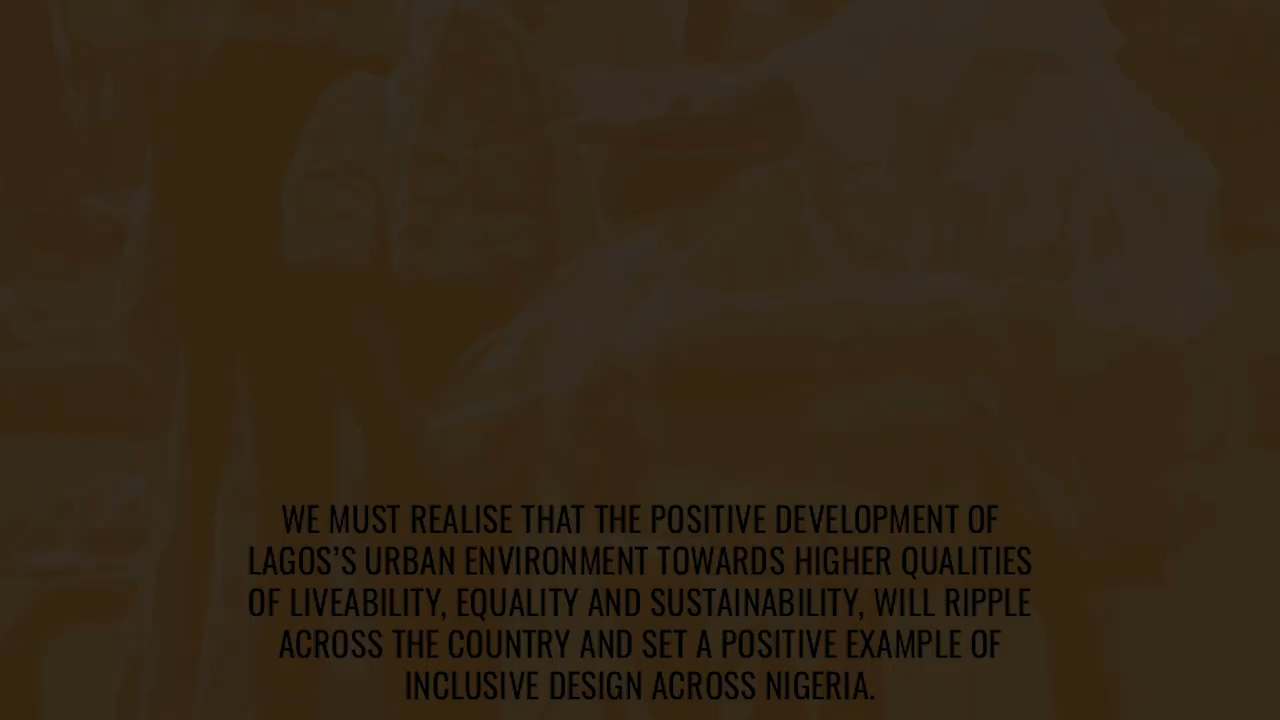 WE MUST REALISE THAT THE POSITIVE DEVELOPMENT OF
LAGOS’S URBAN ENVIRONMENT TOWARDS HIGHER QUALITIES
OF LIVEABILITY, EQUALITY AND SUSTAINABILITY, WILL RIPPLE
ACROSS THE COUNTRY AND SET A POSITIVE EXAMPLE OF
INCLUSIVE DESIGN ACROSS NIGERIA.